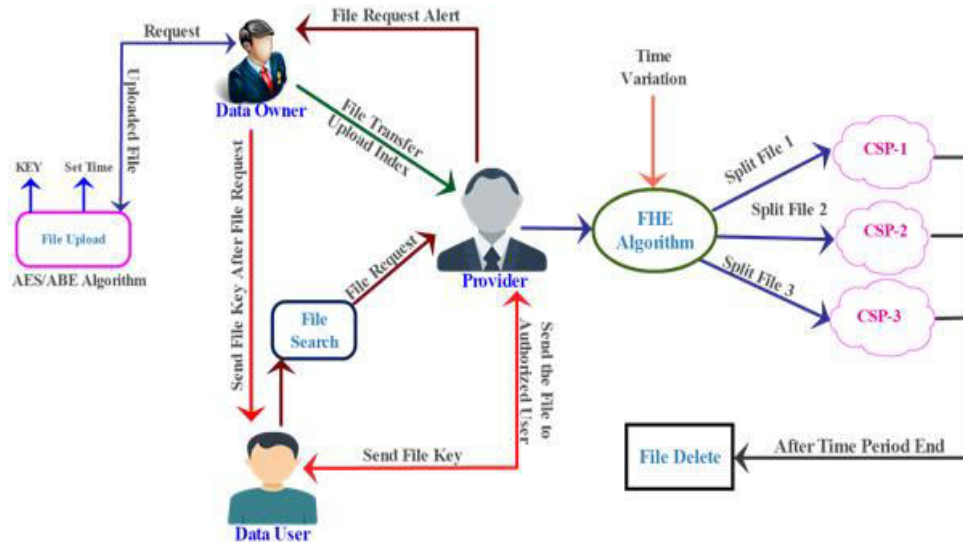 File Request Alert
Request
Time
Variation
Data Owner
Uploaded File
File Transfer
Upload Index
KEY
Set Time
File Upload
AES/ABE Algorithm
Send File Key After File Request
Split File 1
CSP-1
FHE
Algorithm
Split File 2
CSP-2
Provider
File Request
Split File 3
CSP-3
File
Search
Send the File to
Authorized User
Send File Key
File Delete
After Time Period End
Data User